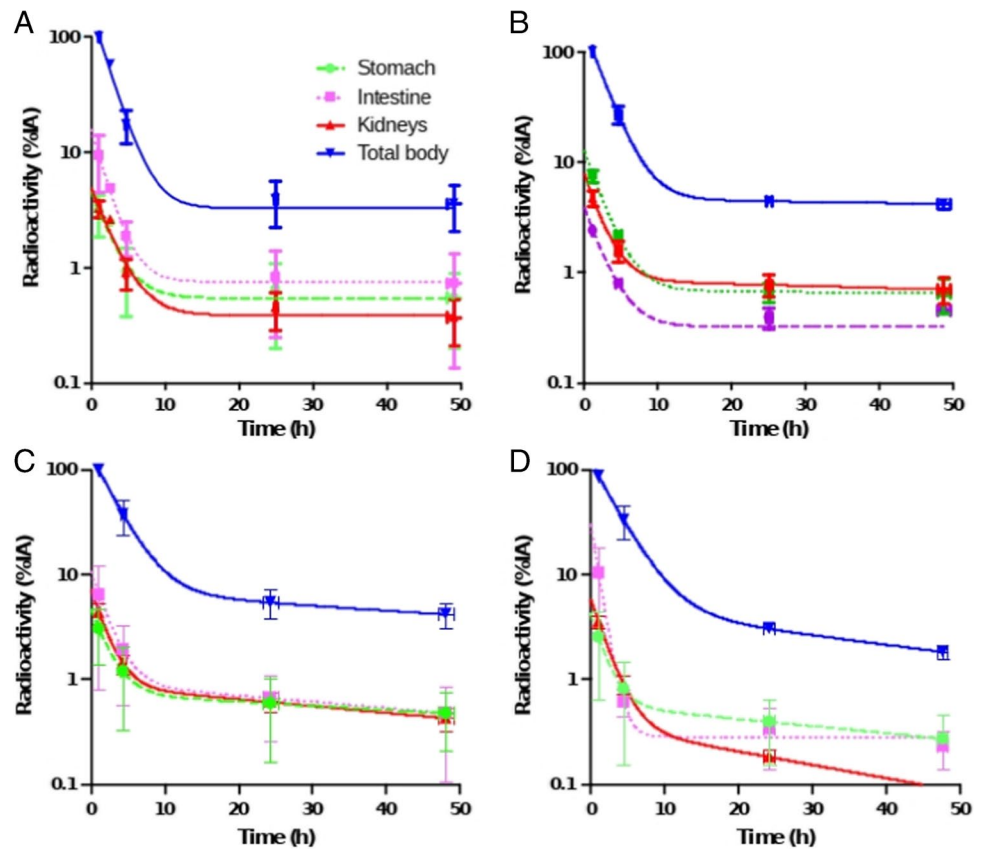 A
Radioactivity (%IA)
100
10
1
0.1
0 10 20 30 40 50
Time (h)
Stomach
Intestine
Kidneys
Total body
B
Radioactivity (%IA)
100
10
1
0.1
0 10 20 30 40 50
Time (h)
C
Radioactivity (%IA)
100
10
1
0.1
0 10 20 30 40 50
Time (h)
D
Radioactivity (%IA)
100
10
1
0.1
0 10 20 30 40 50
Time (h)